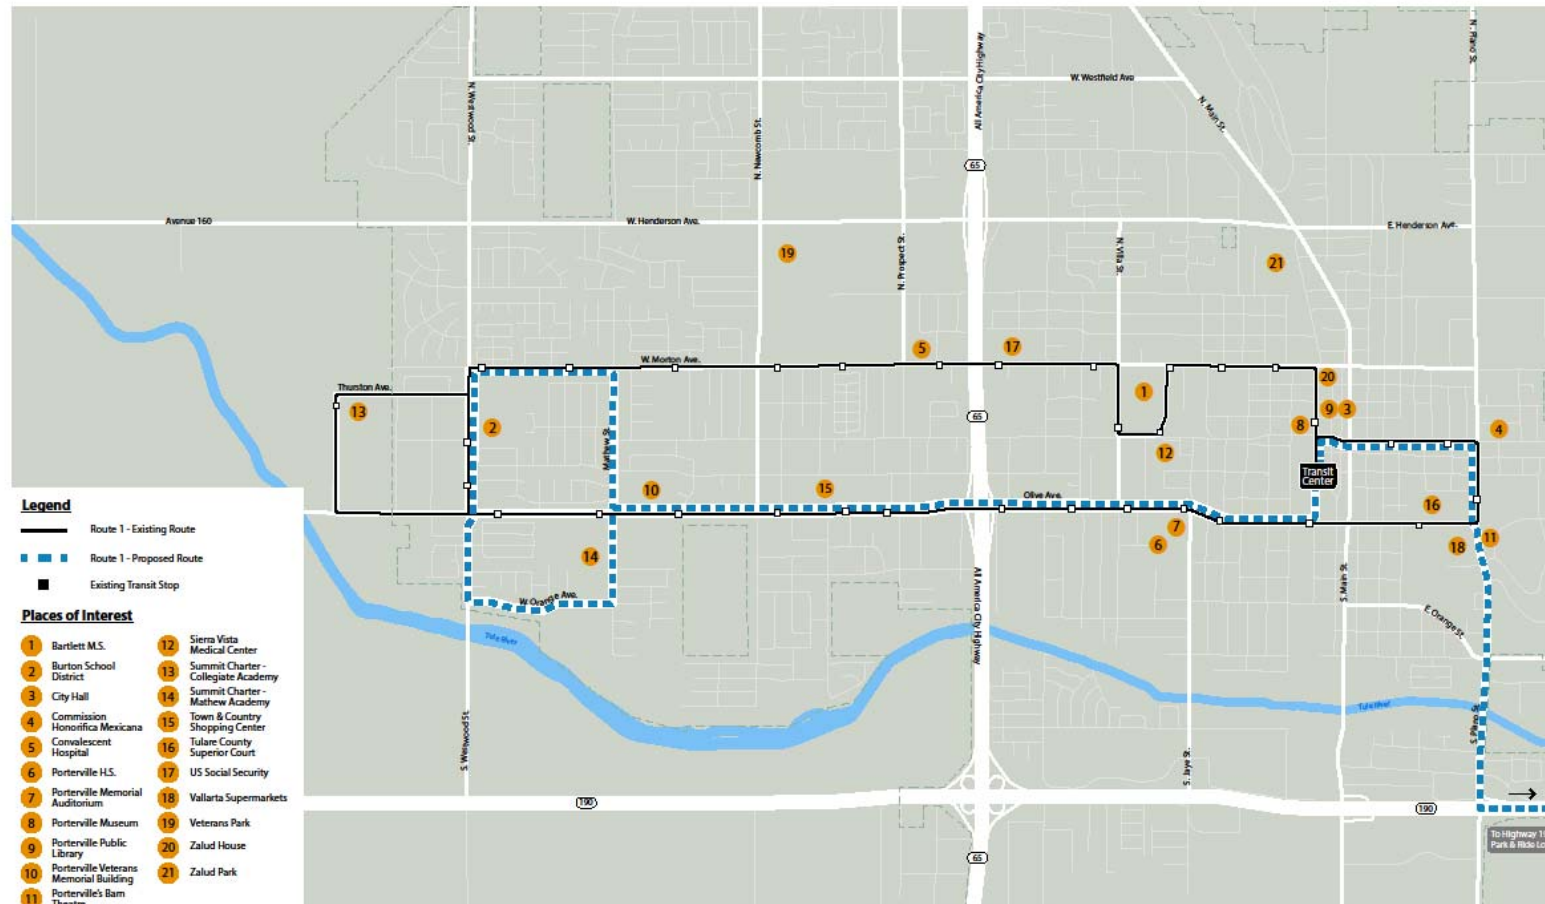 N. Plano St.
All America City Highway
W. Westfield Ave
N. Westwood St.
N. Main St.
N. Newcomb St.
65
Avenue 160
W. Henderson Ave.
E. Henderson Ave.
N. Prospect St.
N. Villa St.
19
21
5
17
W. Morton Ave.
Thurston Ave.
20
13
1
9
3
65
2
8
4
Mathew St.
12
Transit
Center
15
10
Olive Ave.
16
7
11
6
18
14
All America City Highway
S. Main St.
W. Orange Ave.
E. Orange St.
Tule River
Tule River
S. Westwood St.
S. Plano St.
S. Jaye St.
190
190
65
To Highway 19
Park & Ride Lo
Legend
Route 1 - Existing Route
Route 1 - Proposed Route
Existing Transit Stop
Places of Interest
1 Bartlett M.S.
2 Burton School
District
3 City Hall
4 Commission
Honorifica Mexicana
5 Convalescent
Hospital
6 Porterville H.S.
7 Porterville Memorial
Auditorium
8 Porterville Museum
9 Porterville Public
Library
10 Porterville Veterans
Memorial Building
11 Porterville's Barn
12 Sierra Vista
Medical Center
13 Summit Charter -
Collegiate Academy
14 Summit Charter -
Mathew Academy
15 Town & Country
Shopping Center
16 Tulare County
Superior Court
17 US Social Security
18 Vallarta Supermarkets
19 Veterans Park
20 Zalud House
21 Zalud Park